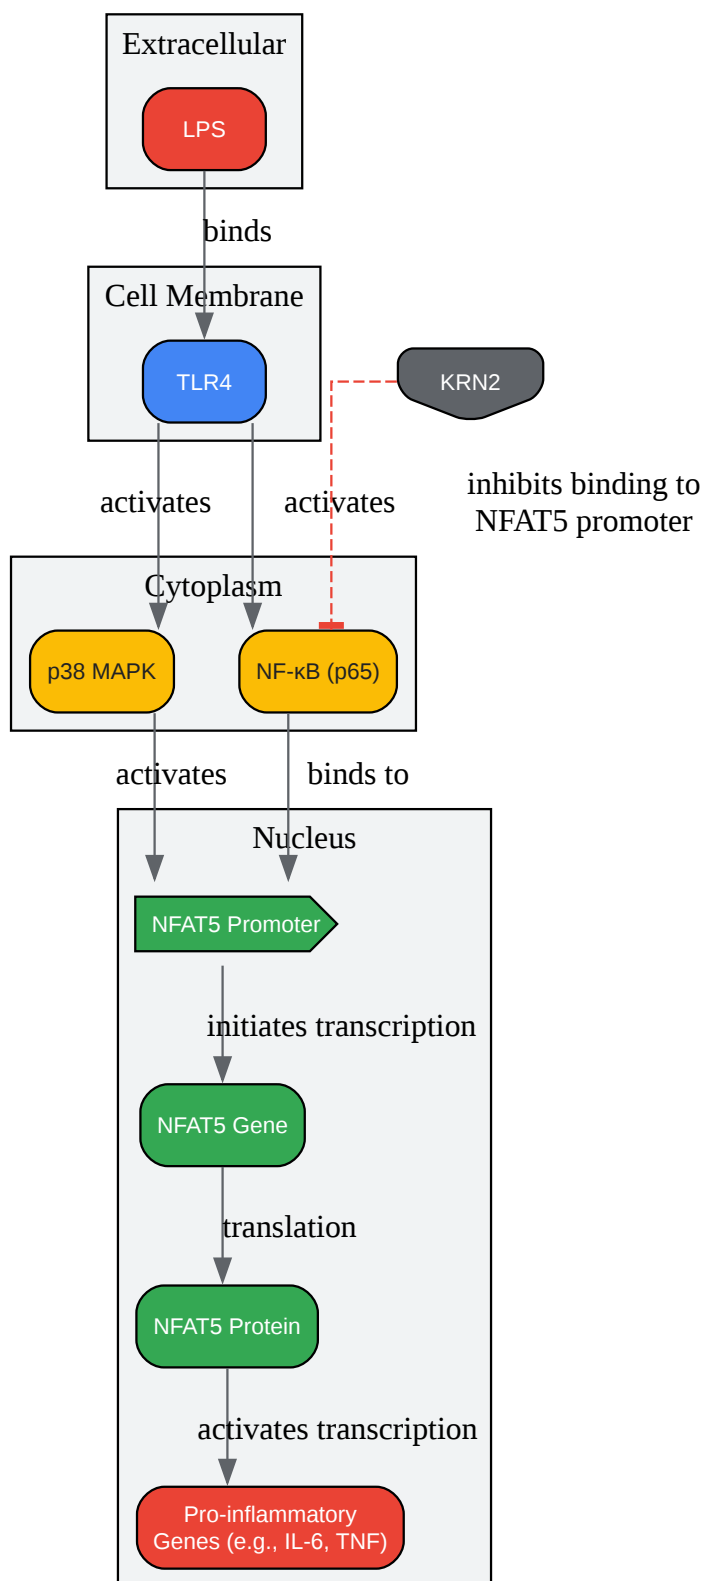 Extracellular
LPS
binds
Cell Membrane
TLR4
KRN2
activates
activates
inhibits binding to
NFAT5 promoter
Cytoplasm
p38 MAPK
NF-κB (p65)
activates
binds to
Nucleus
NFAT5 Promoter
initiates transcription
NFAT5 Gene
translation
NFAT5 Protein
activates transcription
Pro-inflammatory
Genes (e.g., IL-6, TNF)